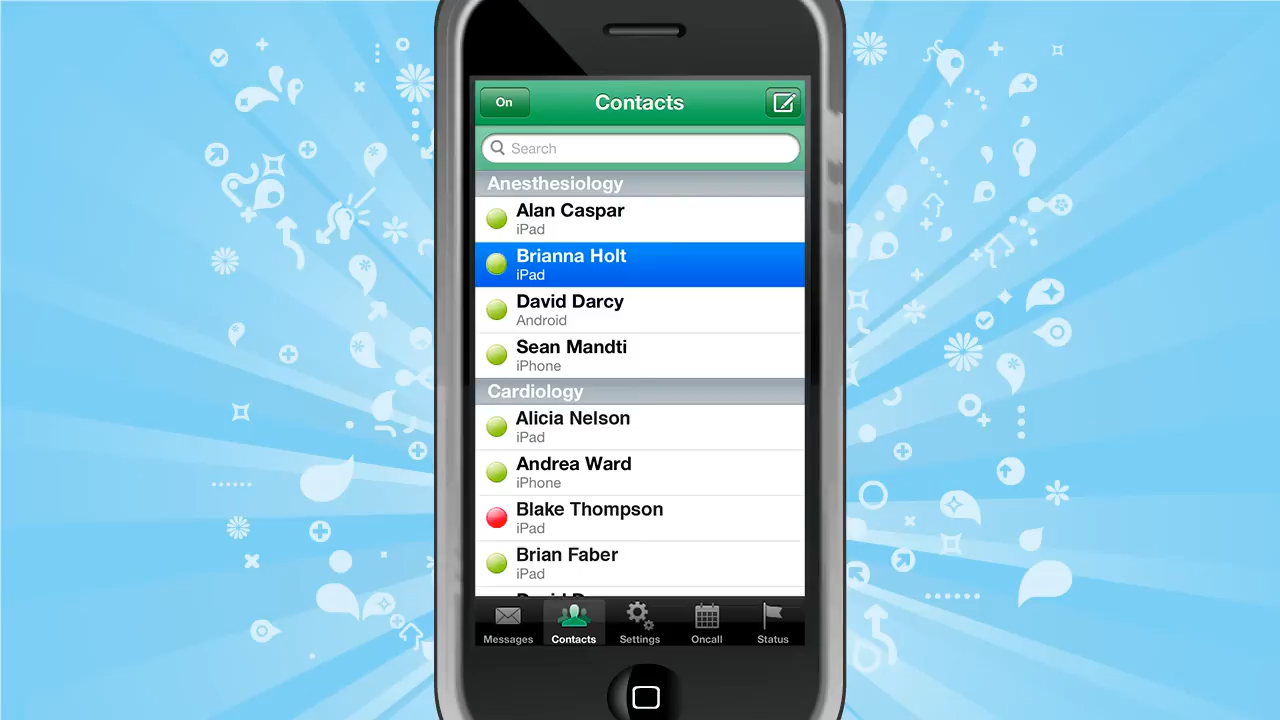 On
Contacts
Search
Anesthesiology
Alan Caspar
iPad
Brianna Holt
iPad
David Darcy
Android
Sean Mandti
iPhone
Cardiology
Alicia Nelson
iPad
Andrea Ward
iPhone
Blake Thompson
iPad
Brian Faber
iPad
Messages
Contacts
Settings
Oncall
Status